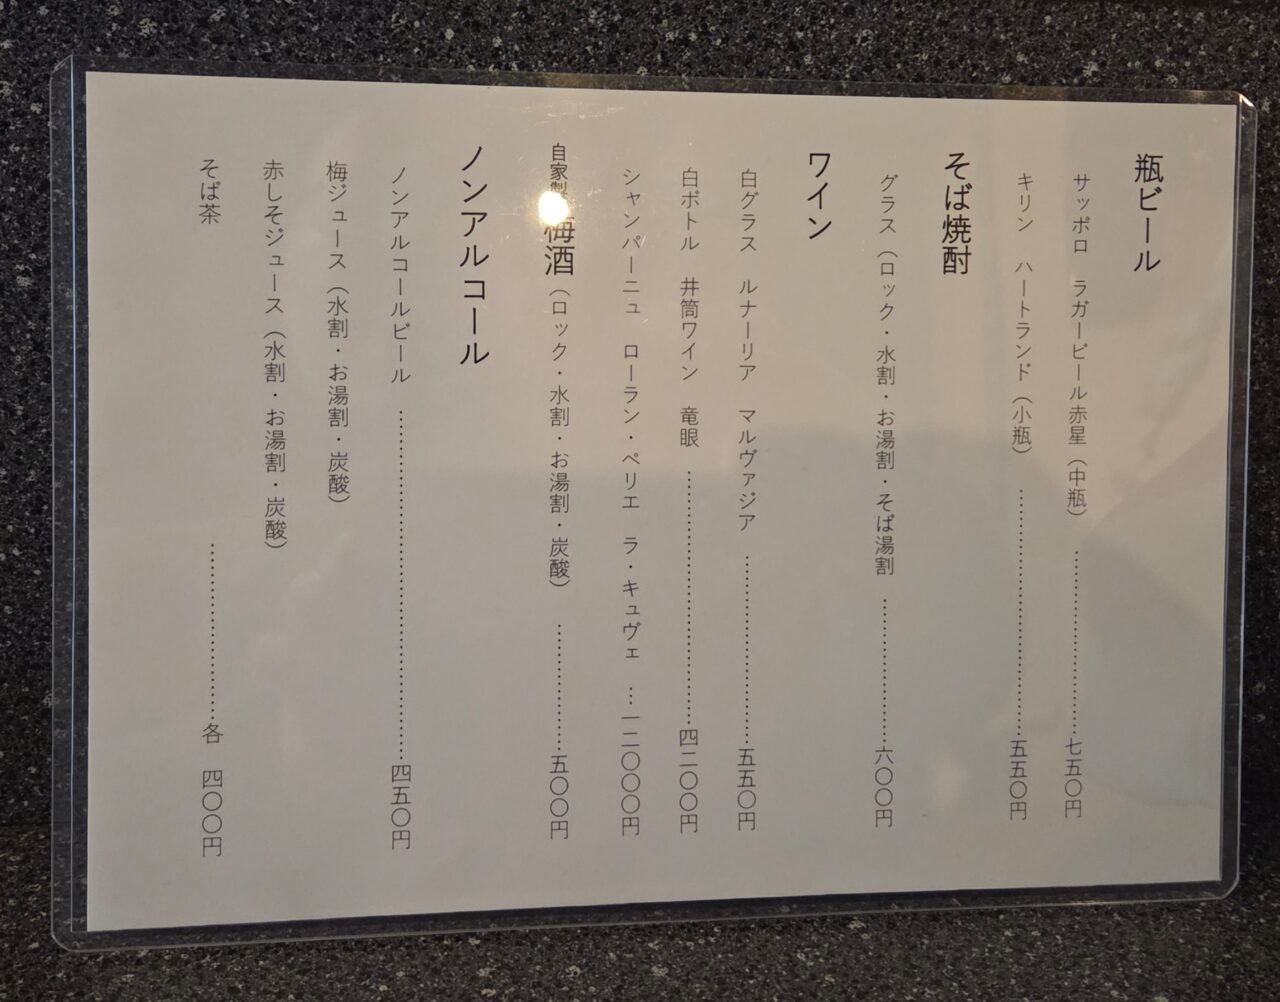 瓶ビール
サッポロ ラガービール赤星（中瓶）………………七五〇円
キリン ハートランド（小瓶）………………五五〇円
そば焼酎
グラス（ロック・水割・お湯割・そば湯割………………六〇〇円
ワイン
白グラス ルナーリア マルヴァジア………………五五〇円
白ボトル 井筒ワイン 竜眼………………四二〇〇円
シャンパーニュ ローラン・ペリエ ラ・キュヴェ …一二〇〇〇円
自家製 梅酒（ロック・水割・お湯割・炭酸）………………五〇〇円
ノンアルコール
ノンアルコールビール………………四五〇円
梅ジュース（水割・お湯割・炭酸）
赤しそジュース（水割・お湯割・炭酸）
そば茶………………各 四〇〇円